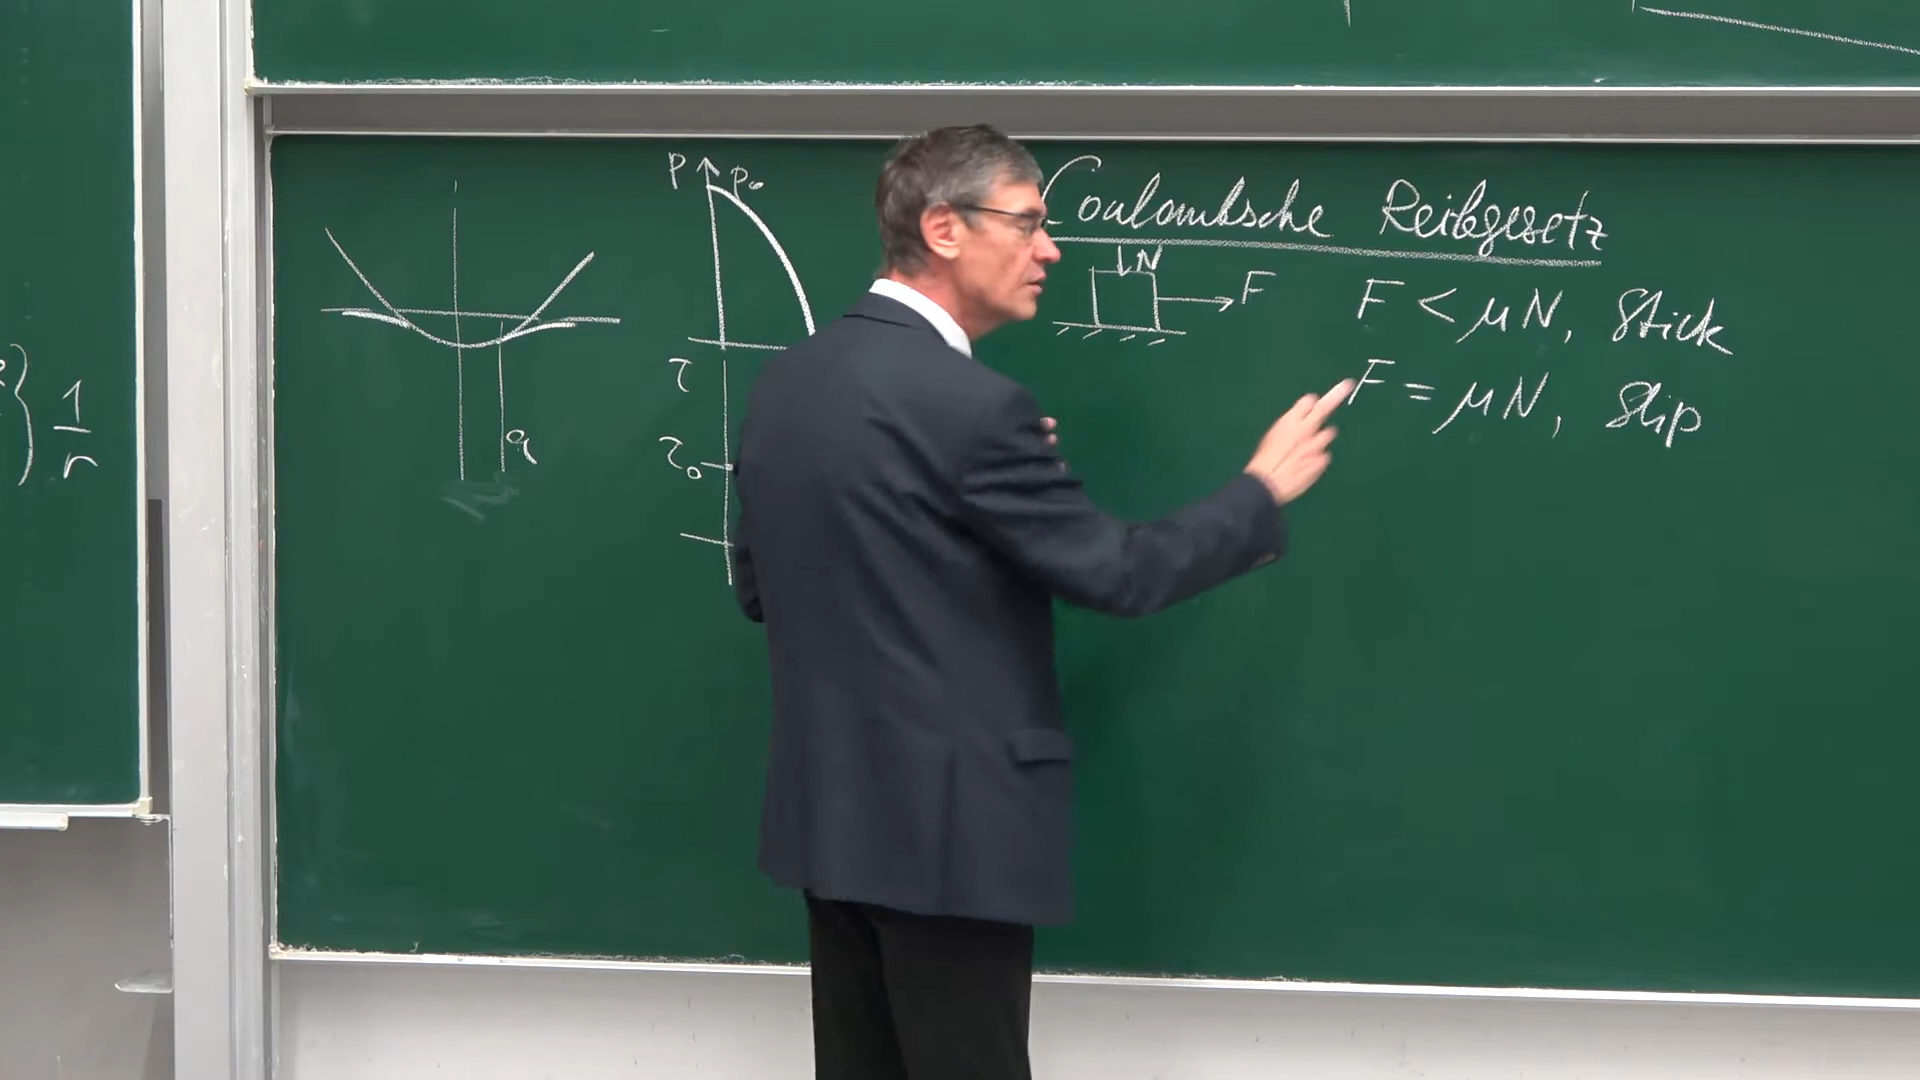 } 1/r
a
P
P₀
τ
τ₀
Coulombsche Reibgesetz
N
F
F < μN, Stick
F = μN, Slip